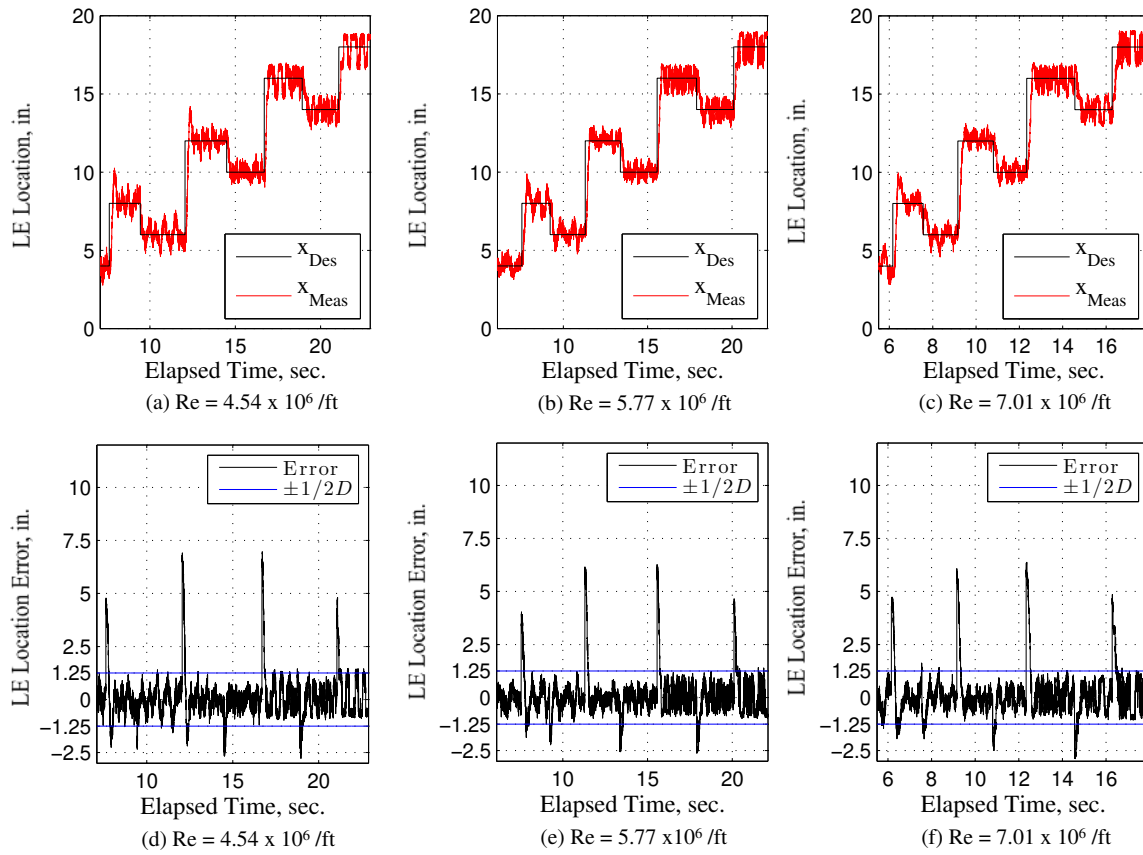 20
15
10
5
0
LE Location, in.
x_Des
x_Meas
10 15 20
Elapsed Time, sec.
(a) Re = 4.54 x 10⁶ /ft
20
15
10
5
0
LE Location, in.
x_Des
x_Meas
10 15 20
Elapsed Time, sec.
(b) Re = 5.77 x 10⁶ /ft
20
15
10
5
0
LE Location, in.
x_Des
x_Meas
6 8 10 12 14 16
Elapsed Time, sec.
(c) Re = 7.01 x 10⁶ /ft
10
7.5
5
2.5
1.25
0
−1.25
−2.5
LE Location Error, in.
Error
±1/2D
10 15 20
Elapsed Time, sec.
(d) Re = 4.54 x 10⁶ /ft
10
7.5
5
2.5
1.25
0
−1.25
−2.5
LE Location Error, in.
Error
±1/2D
10 15 20
Elapsed Time, sec.
(e) Re = 5.77 x10⁶ /ft
10
7.5
5
2.5
1.25
0
−1.25
−2.5
LE Location Error, in.
Error
±1/2D
6 8 10 12 14 16
Elapsed Time, sec.
(f) Re = 7.01 x 10⁶ /ft